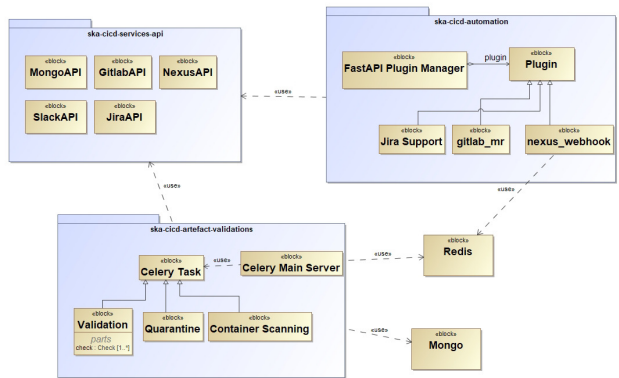 ska-cicd-services-api
«block»
MongoAPI
«block»
GitlabAPI
«block»
NexusAPI
«block»
SlackAPI
«block»
JiraAPI
ska-cicd-automation
«block»
FastAPI Plugin Manager
plugin
«block»
Plugin
«block»
Jira Support
«block»
gitlab_mr
«block»
nexus_webhook
«use»
«use»
«use»
ska-cicd-artefact-validations
«block»
Celery Task
«use»
«block»
Celery Main Server
«use»
«block»
Redis
«block»
Validation
parts
check : Check [1..*]
«block»
Quarantine
«block»
Container Scanning
«use»
«block»
Mongo